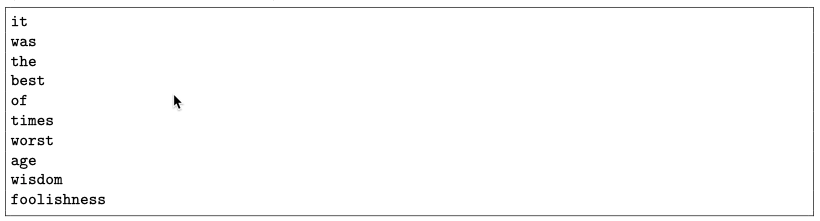 it
was
the
best
of
times
worst
age
wisdom
foolishness